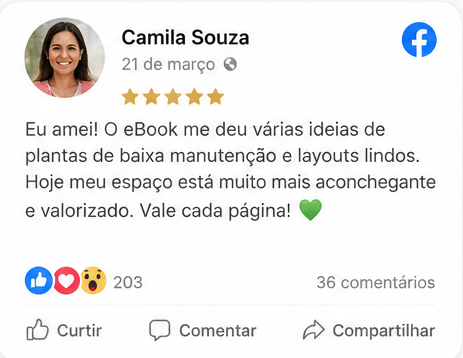 Camila Souza
21 de março
Eu amei! O eBook me deu várias ideias de
plantas de baixa manutenção e layouts lindos.
Hoje meu espaço está muito mais aconchegante
e valorizado. Vale cada página! 💚
203
36 comentários
Curtir
Comentar
Compartilhar